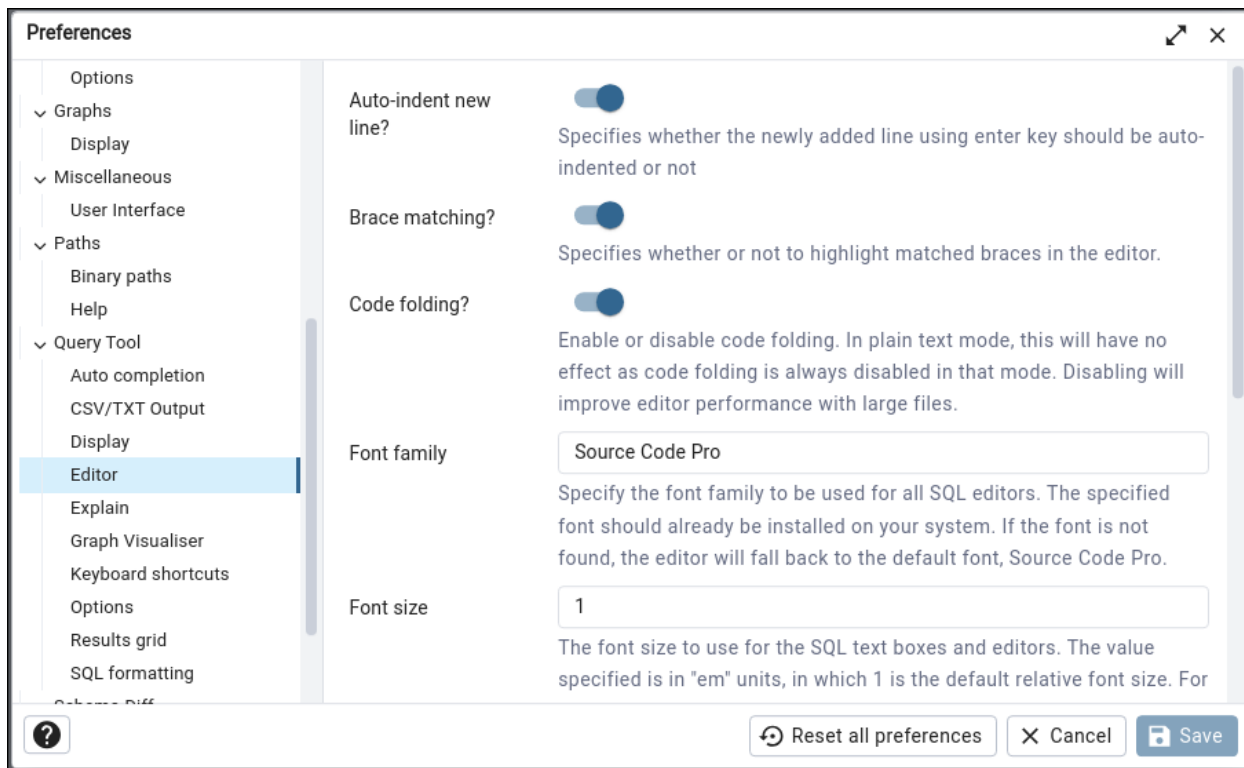 Preferences
Options
Graphs
Display
Miscellaneous
User Interface
Paths
Binary paths
Help
Query Tool
Auto completion
CSV/TXT Output
Display
Editor
Explain
Graph Visualiser
Keyboard shortcuts
Options
Results grid
SQL formatting
Schema Diff
Auto-indent new
line?
Specifies whether the newly added line using enter key should be auto-
indented or not
Brace matching?
Specifies whether or not to highlight matched braces in the editor.
Code folding?
Enable or disable code folding. In plain text mode, this will have no
effect as code folding is always disabled in that mode. Disabling will
improve editor performance with large files.
Font family
Source Code Pro
Specify the font family to be used for all SQL editors. The specified
font should already be installed on your system. If the font is not
found, the editor will fall back to the default font, Source Code Pro.
Font size
1
The font size to use for the SQL text boxes and editors. The value
specified is in "em" units, in which 1 is the default relative font size. For
?
Reset all preferences
Cancel
Save